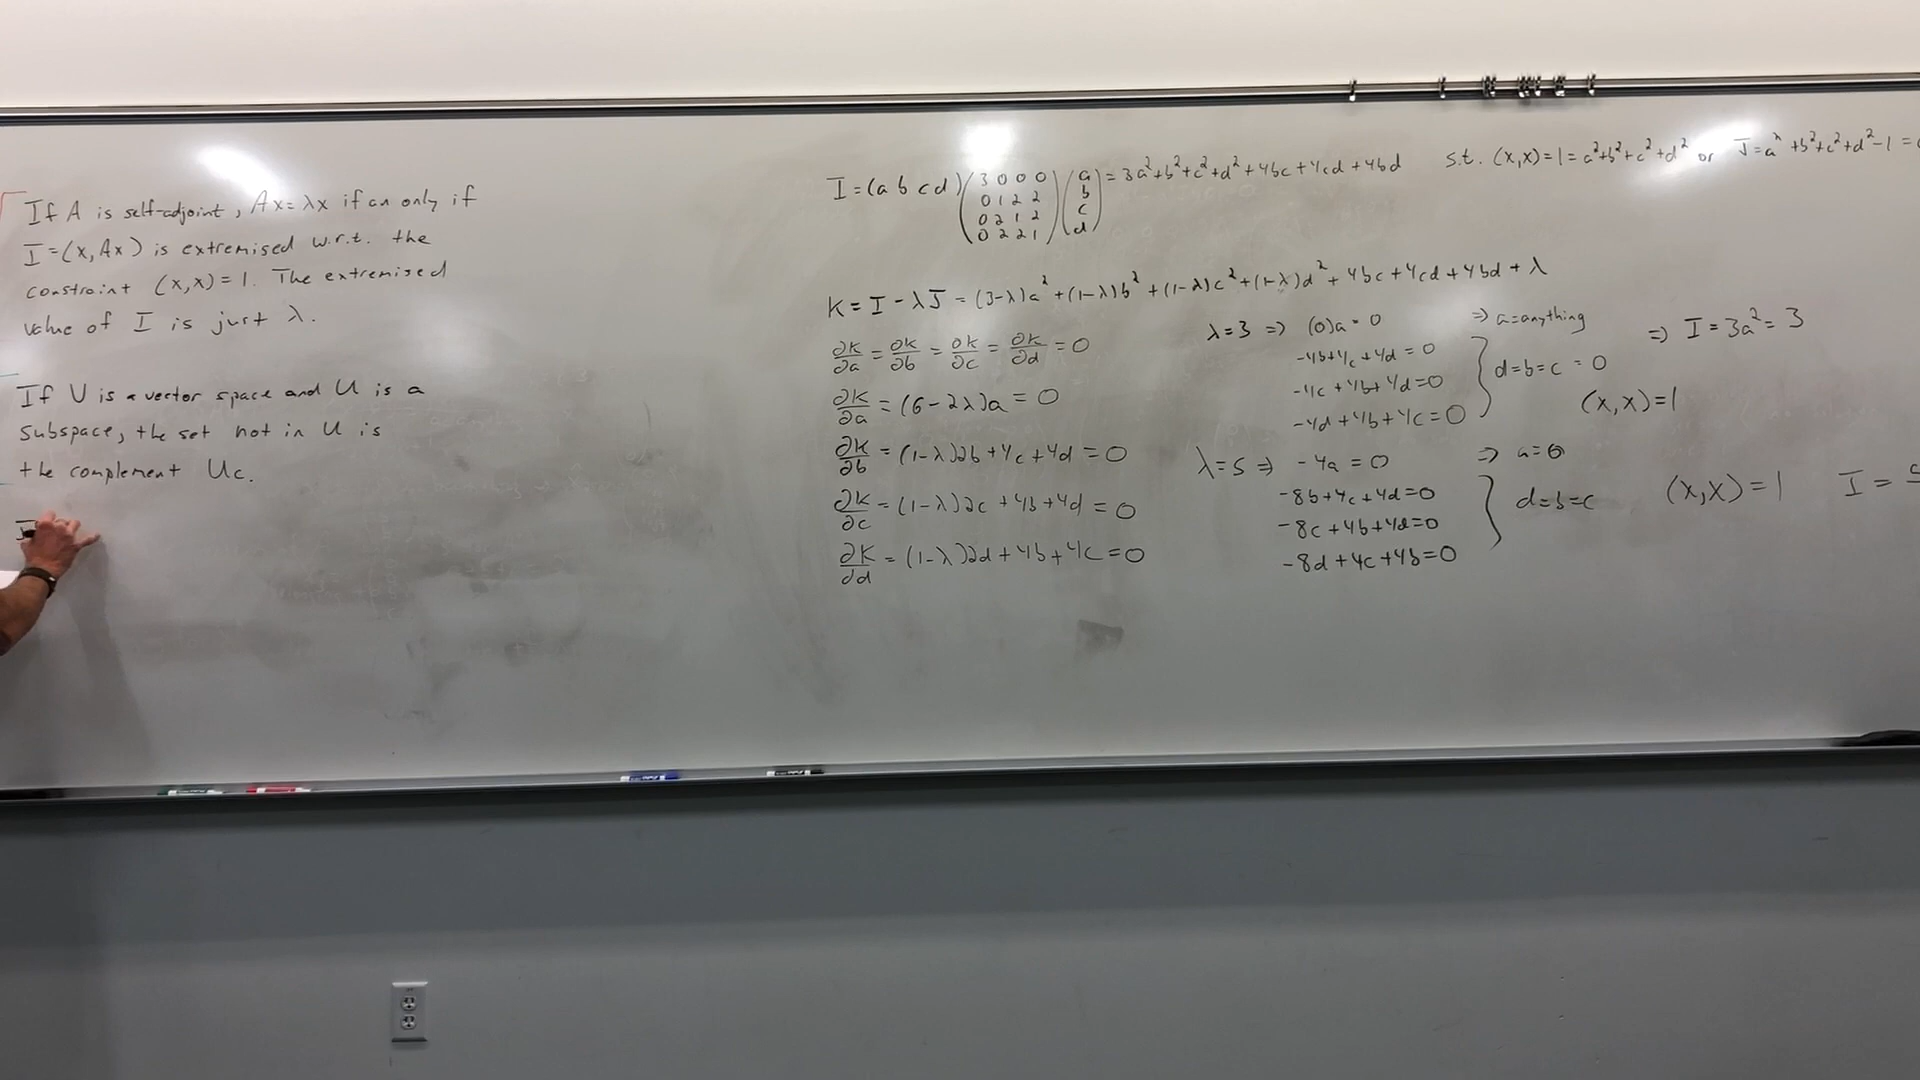 If A is self-adjoint, Ax=λx if an only if
I=(x,Ax) is extremised w.r.t. the
constraint (x,x)=1. The extremised
value of I is just λ.
If V is a vector space and U is a
subspace, the set not in U is
the complement Uc.
I=(a b c d)(3 0 0 0 / 0 1 2 2 / 0 2 1 2 / 0 2 2 1)(a / b / c / d)=3a²+b²+c²+d²+4bc+4cd+4bd s.t. (x,x)=1=a²+b²+c²+d² or J=a²+b²+c²+d²-1=
K=I-λJ=(3-λ)a²+(1-λ)b²+(1-λ)c²+(1-λ)d²+4bc+4cd+4bd+λ
∂K/∂a=∂K/∂b=∂K/∂c=∂K/∂d=0
∂K/∂a=(6-2λ)a=0
∂K/∂b=(1-λ)2b+4c+4d=0
∂K/∂c=(1-λ)2c+4b+4d=0
∂K/∂d=(1-λ)2d+4b+4c=0
λ=3 ⇒ (0)a=0 ⇒ a=anything ⇒ I=3a²=3
-4b+4c+4d=0
-4c+4b+4d=0 } d=b=c=0
-4d+4b+4c=0 (x,x)=1
λ=5 ⇒ -4a=0 ⇒ a=0
-8b+4c+4d=0
-8c+4b+4d=0 } d=b=c (x,x)=1 I=
-8d+4c+4b=0